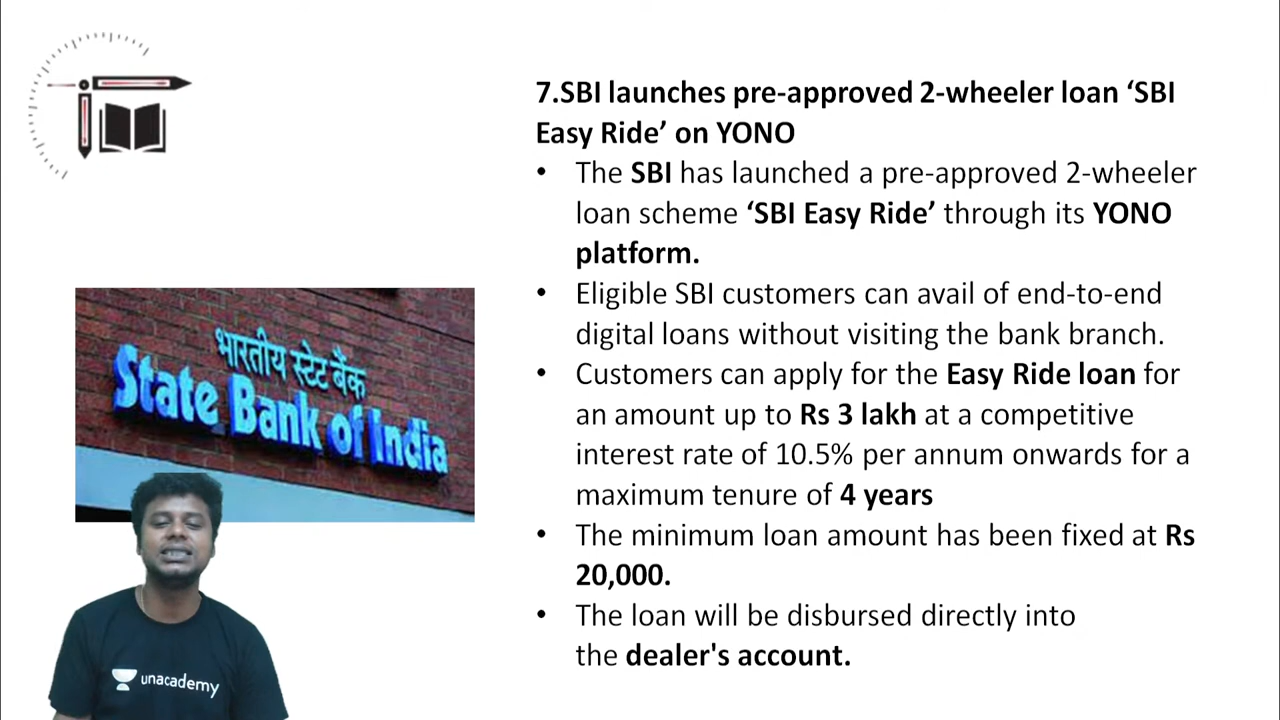 7.SBI launches pre-approved 2-wheeler loan ‘SBI
Easy Ride’ on YONO
• The SBI has launched a pre-approved 2-wheeler
loan scheme ‘SBI Easy Ride’ through its YONO
platform.
• Eligible SBI customers can avail of end-to-end
digital loans without visiting the bank branch.
• Customers can apply for the Easy Ride loan for
an amount up to Rs 3 lakh at a competitive
interest rate of 10.5% per annum onwards for a
maximum tenure of 4 years
• The minimum loan amount has been fixed at Rs
20,000.
• The loan will be disbursed directly into
the dealer's account.
भारतीय स्टेट बैंक
State Bank of India
unacademy